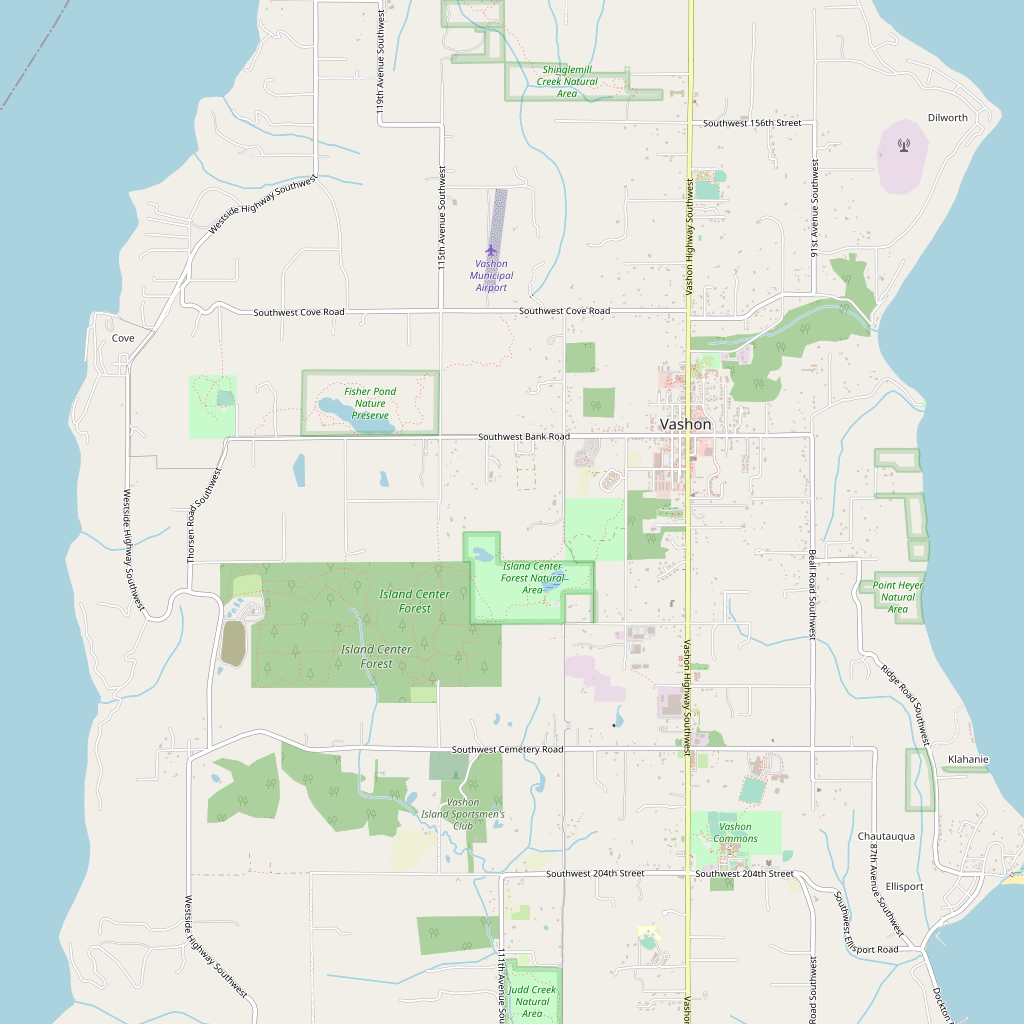 119th Avenue Southwest
Shinglemill
Creek Natural
Area
Southwest 156th Street
Dilworth
Westside Highway Southwest
115th Avenue Southwest
Vashon Highway Southwest
91st Avenue Southwest
Vashon
Municipal
Airport
Southwest Cove Road
Southwest Cove Road
Cove
Fisher Pond
Nature
Preserve
Vashon
Southwest Bank Road
Thorsen Road Southwest
Westside Highway Southwest
Island Center
Forest Natural
Area
Island Center
Forest
Island Center
Forest
Beall Road Southwest
Point Heyer
Natural
Area
Vashon Highway Southwest
Ridge Road Southwest
Southwest Cemetery Road
Klahanie
Vashon
Island Sportsmen's
Club
Vashon
Commons
Chautauqua
87th Avenue Southwest
Southwest 204th Street
Southwest 204th Street
Ellisport
Westside Highway Southwest
111th Avenue Sou
Southwest Ellisport Road
Judd Creek
Natural
Area
Vashon
Road Southwest
Dockton